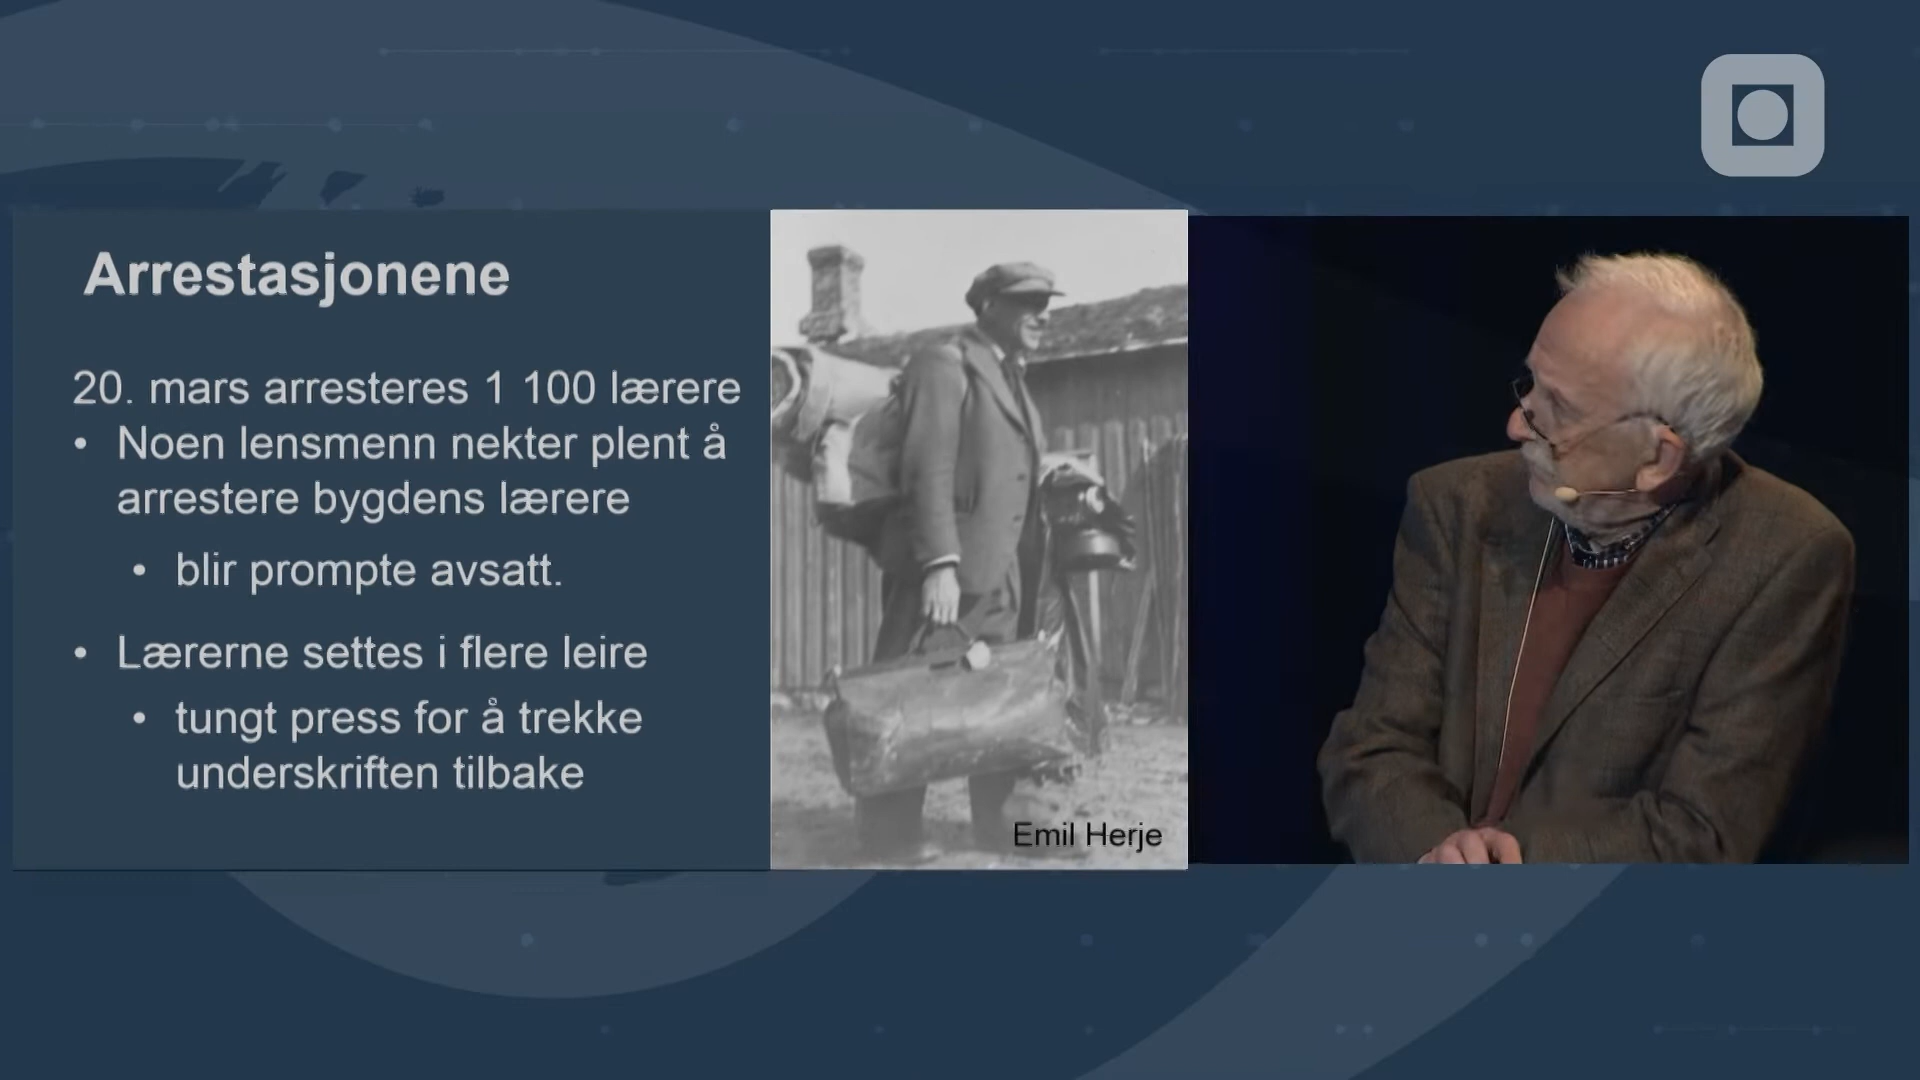 Arrestasjonene
20. mars arresteres 1 100 lærere
• Noen lensmenn nekter plent å
arrestere bygdens lærere
• blir prompte avsatt.
• Lærerne settes i flere leire
• tungt press for å trekke
underskriften tilbake
Emil Herje